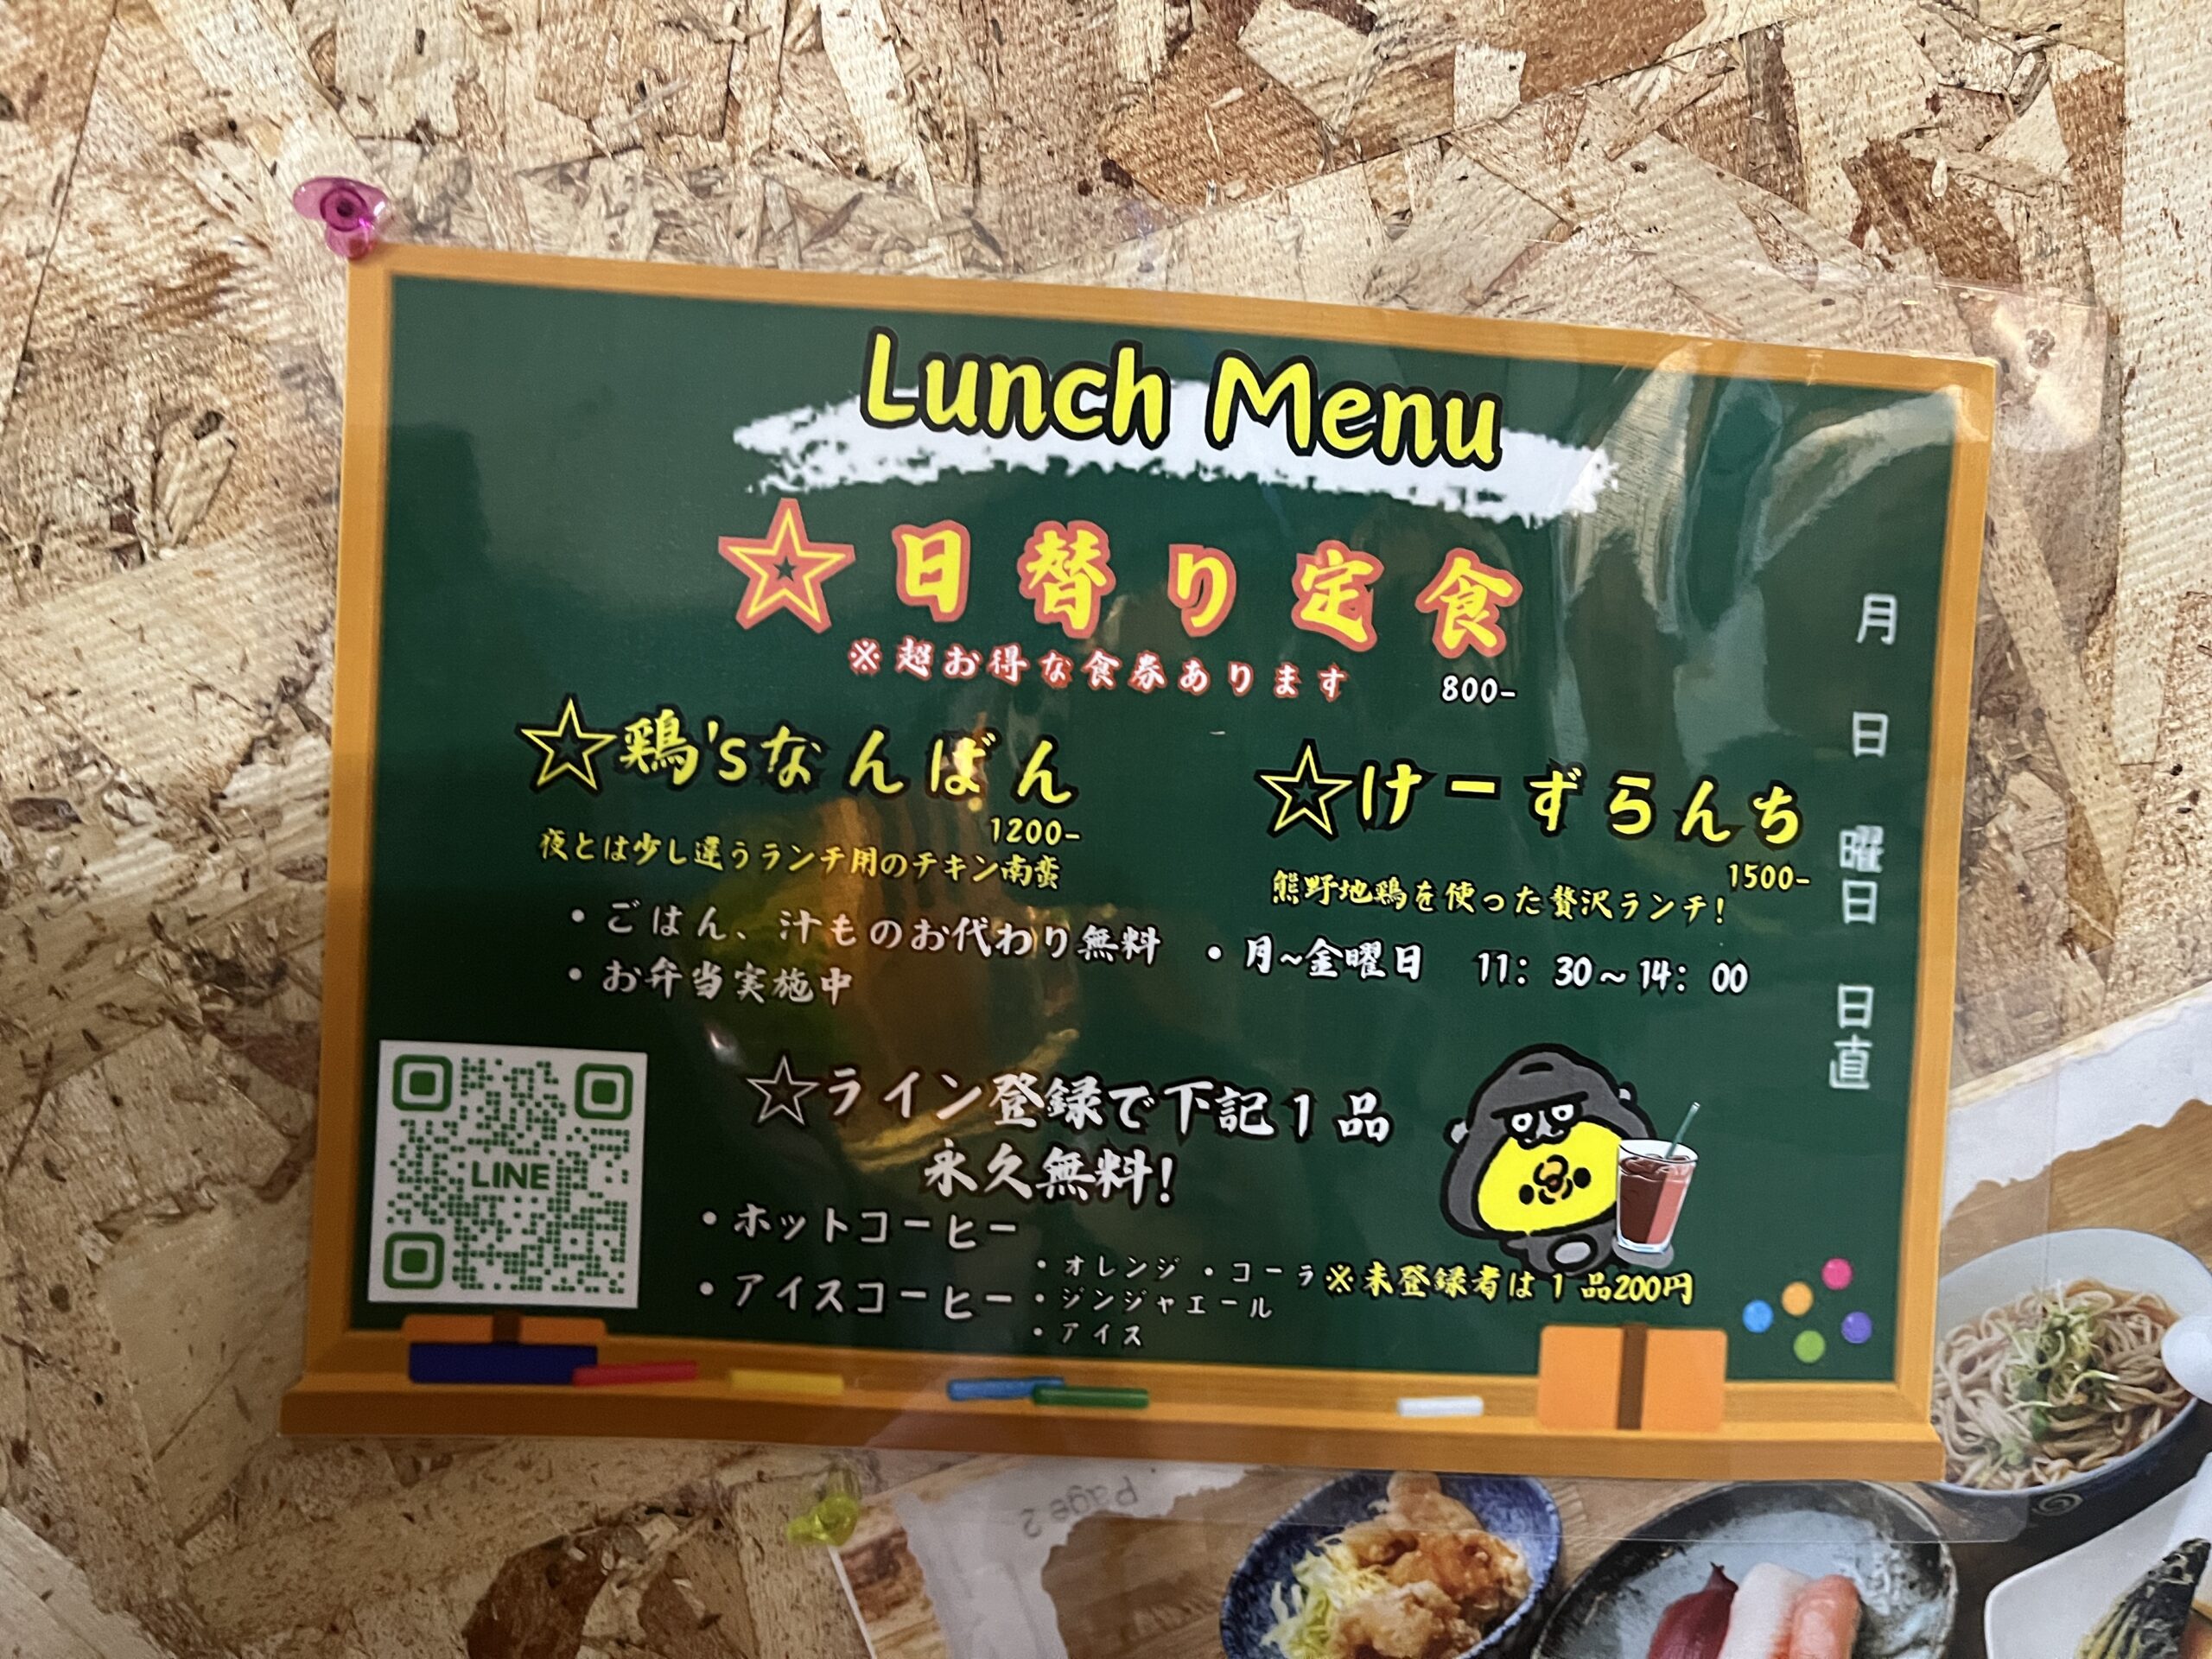 Lunch Menu
☆日替り定食
※超お得な食券あります 800-
☆鶏'sなんばん
1200-
夜とは少し違うランチ用のチキン南蛮
☆けーずらんち
1500-
熊野地鶏を使った贅沢ランチ!
・ごはん、汁ものお代わり無料
・お弁当実施中
・月~金曜日 11:30~14:00
☆ライン登録で下記1品
永久無料!
・ホットコーヒー
・アイスコーヒー
・オレンジ ・コーラ
・ジンジャエール
・アイス
※未登録者は1品200円
LINE
月 日 曜日 日直
Page 2